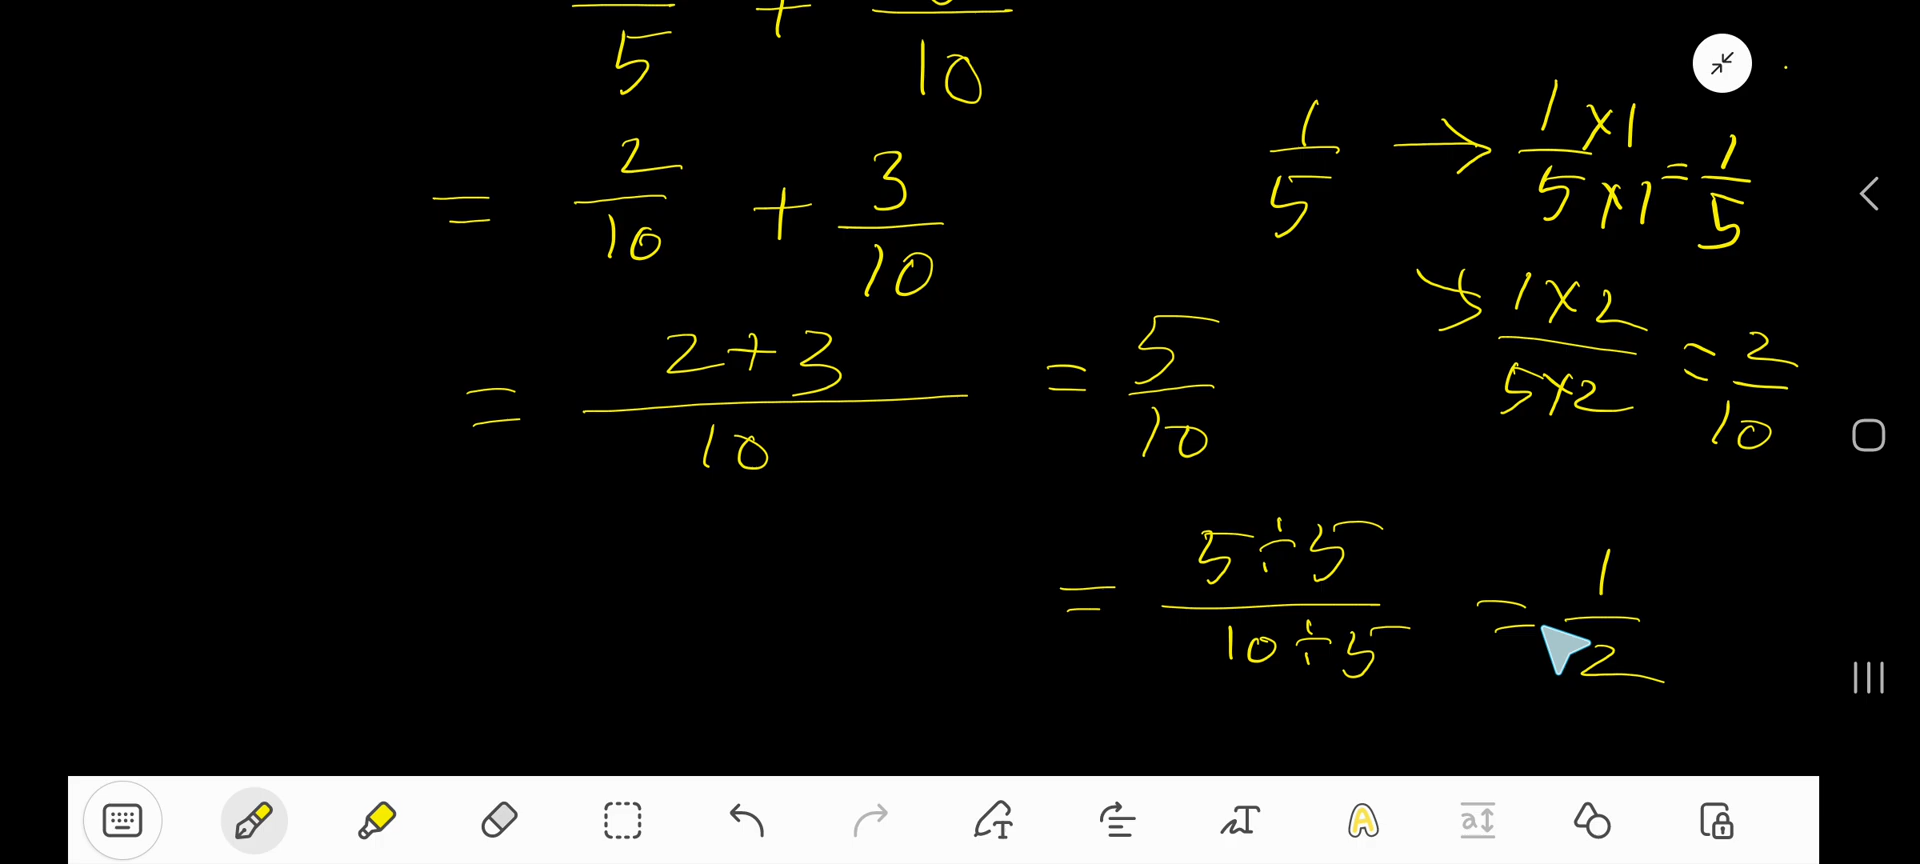 5 + 10
= 2/10 + 3/10
= 2+3/10 = 5/10
= 5÷5/10÷5 = 1/2
1/5 → 1×1/5×1 = 1/5
→ 1×2/5×2 = 2/10
T
T
A
a